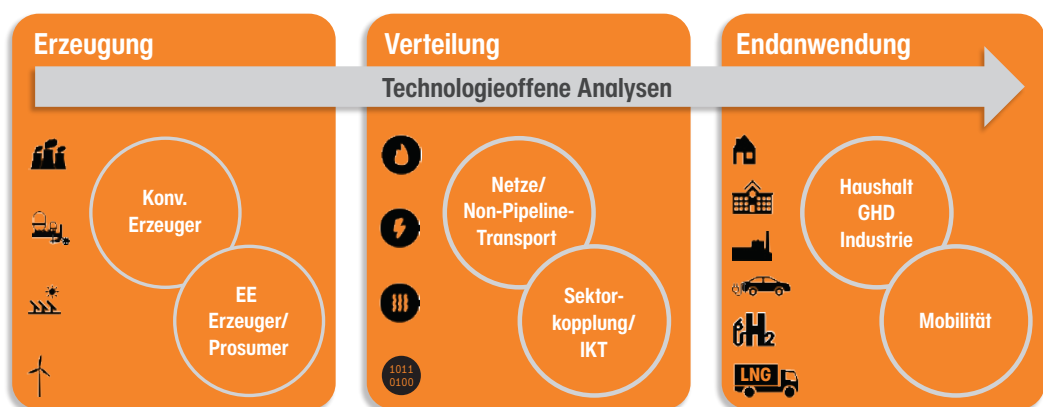 Erzeugung
Verteilung
Endanwendung
Technologieoffene Analysen
Konv.
Erzeuger
EE
Erzeuger/
Prosumer
Netze/
Non-Pipeline-
Transport
Sektor-
kopplung/
IKT
1011
0100
Haushalt
GHD
Industrie
Mobilität
H2
LNG